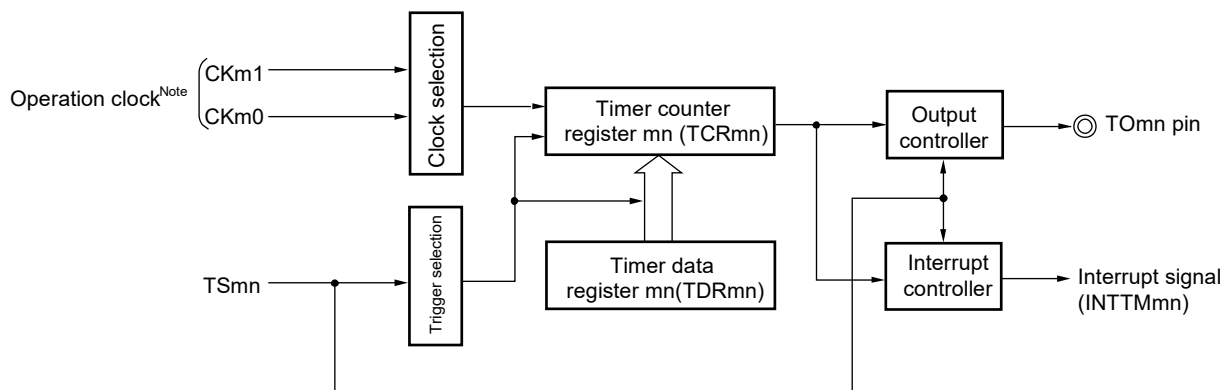 Operation clock Note
CKm1
CKm0
Clock selection
Timer counter
register mn (TCRmn)
Output
controller
TOmn pin
TSmn
Trigger selection
Timer data
register mn(TDRmn)
Interrupt
controller
Interrupt signal
(INTTMmn)